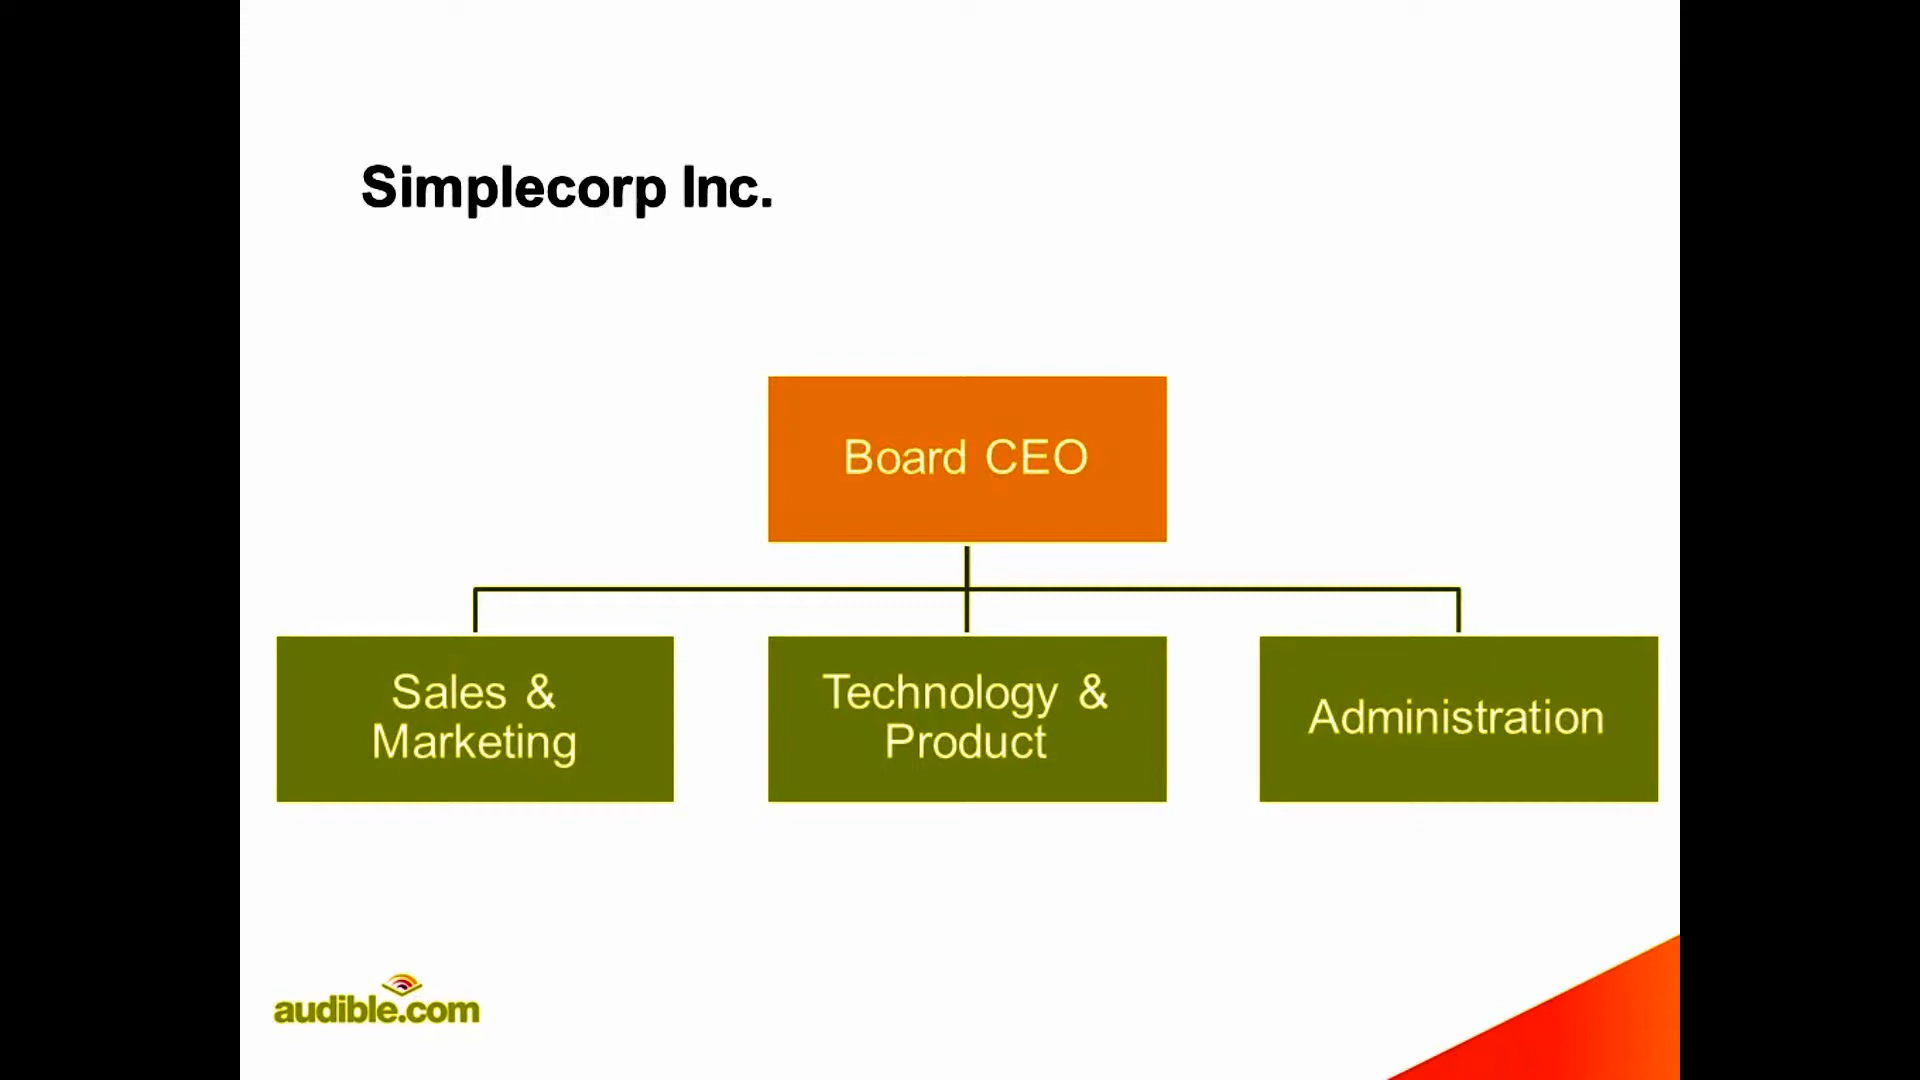 Simplecorp Inc.
Board CEO
Sales &
Marketing
Technology &
Product
Administration
audible.com